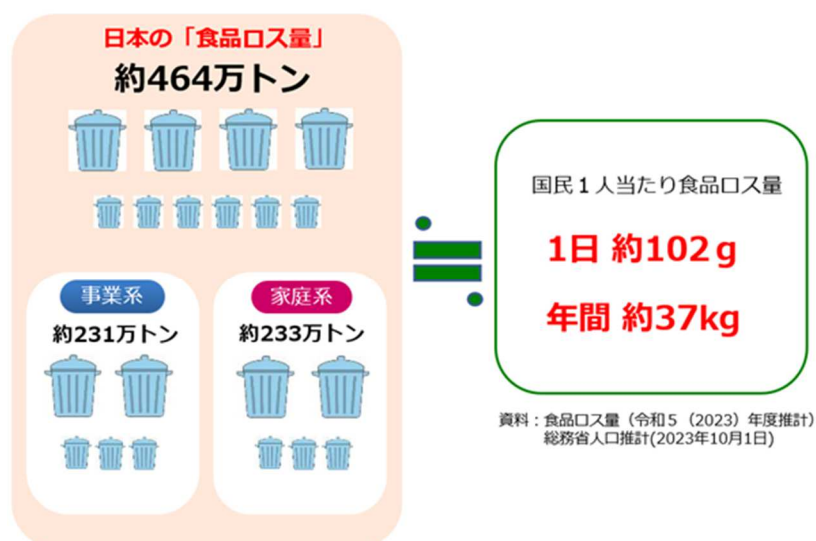 日本の「食品ロス量」
約464万トン
事業系
約231万トン
家庭系
約233万トン
国民１人当たり食品ロス量
1日 約102ｇ
年間 約37kg
資料：食品ロス量（令和５（2023）年度推計）
総務省人口推計(2023年10月1日)